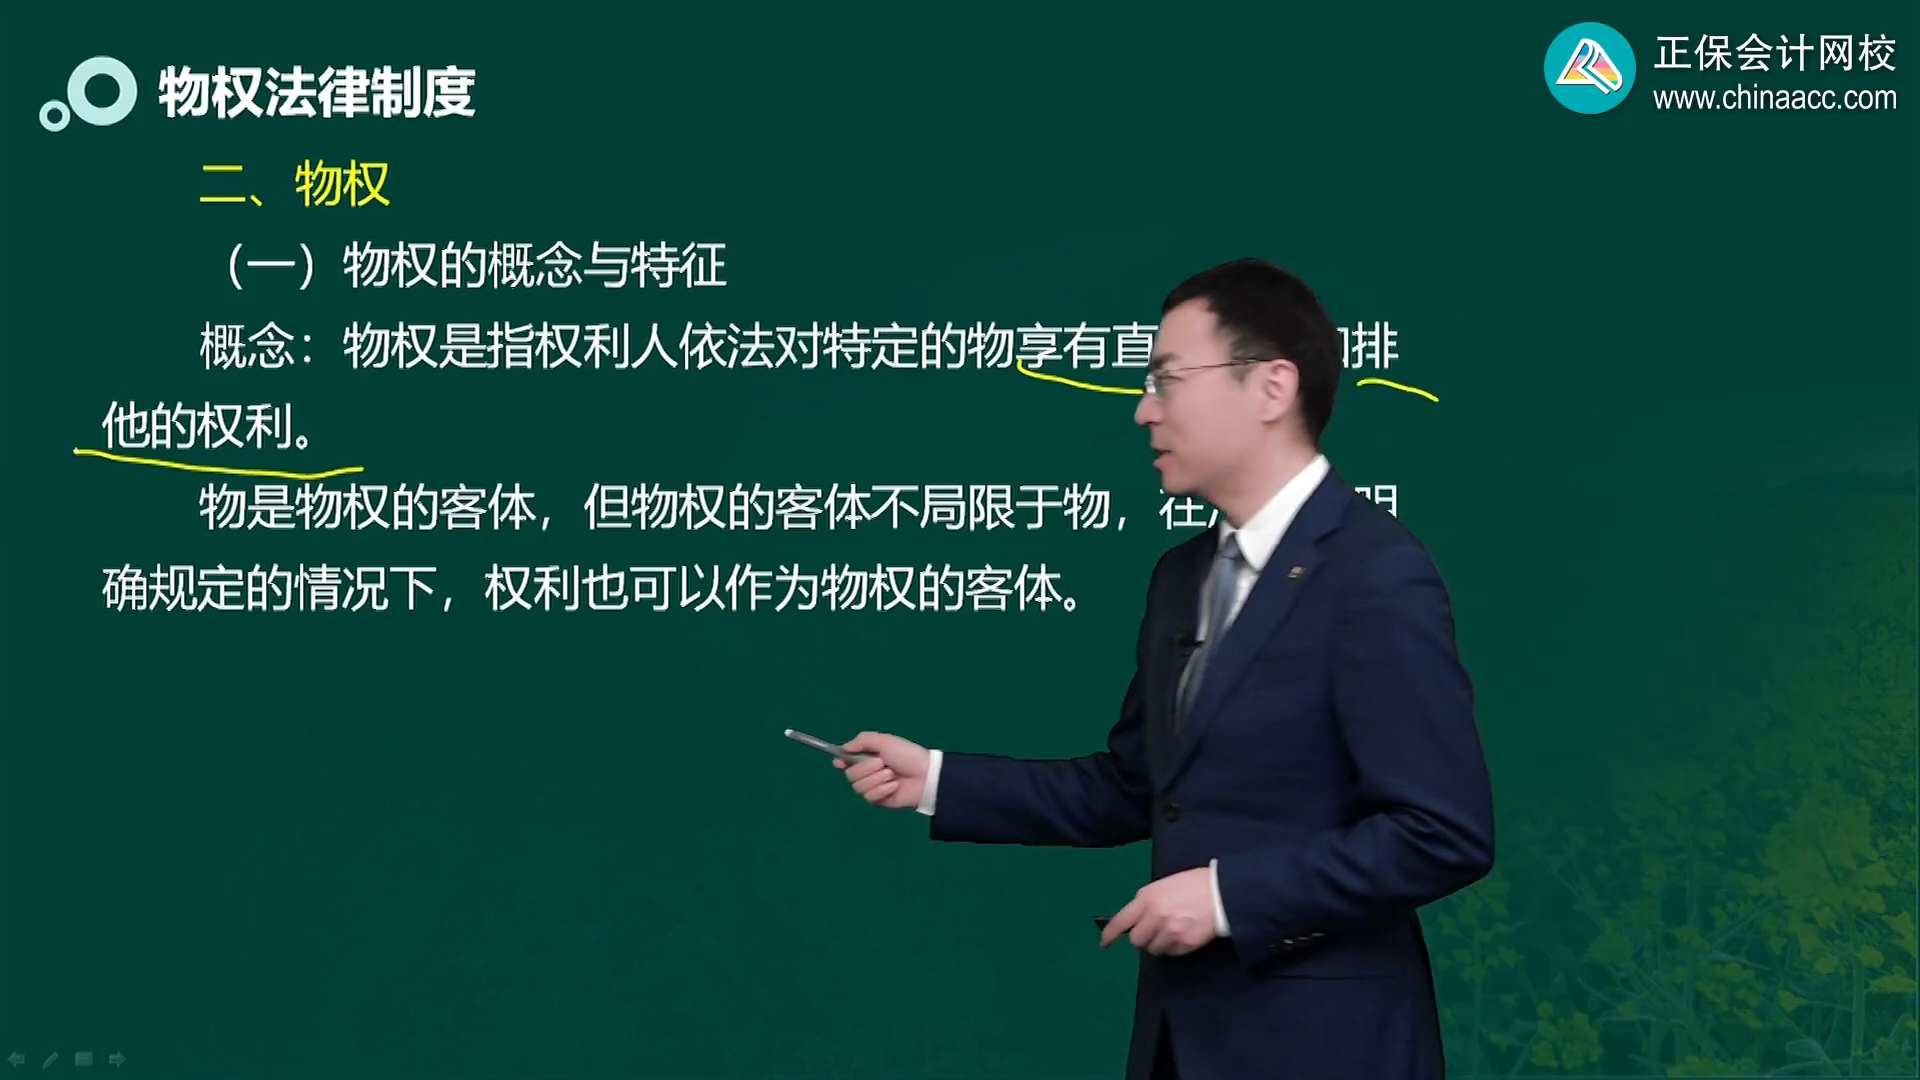 物权法律制度
正保会计网校
www.chinaacc.com
二、物权
（一）物权的概念与特征
概念：物权是指权利人依法对特定的物享有直 排
他的权利。
物是物权的客体，但物权的客体不局限于物，在 明
确规定的情况下，权利也可以作为物权的客体。